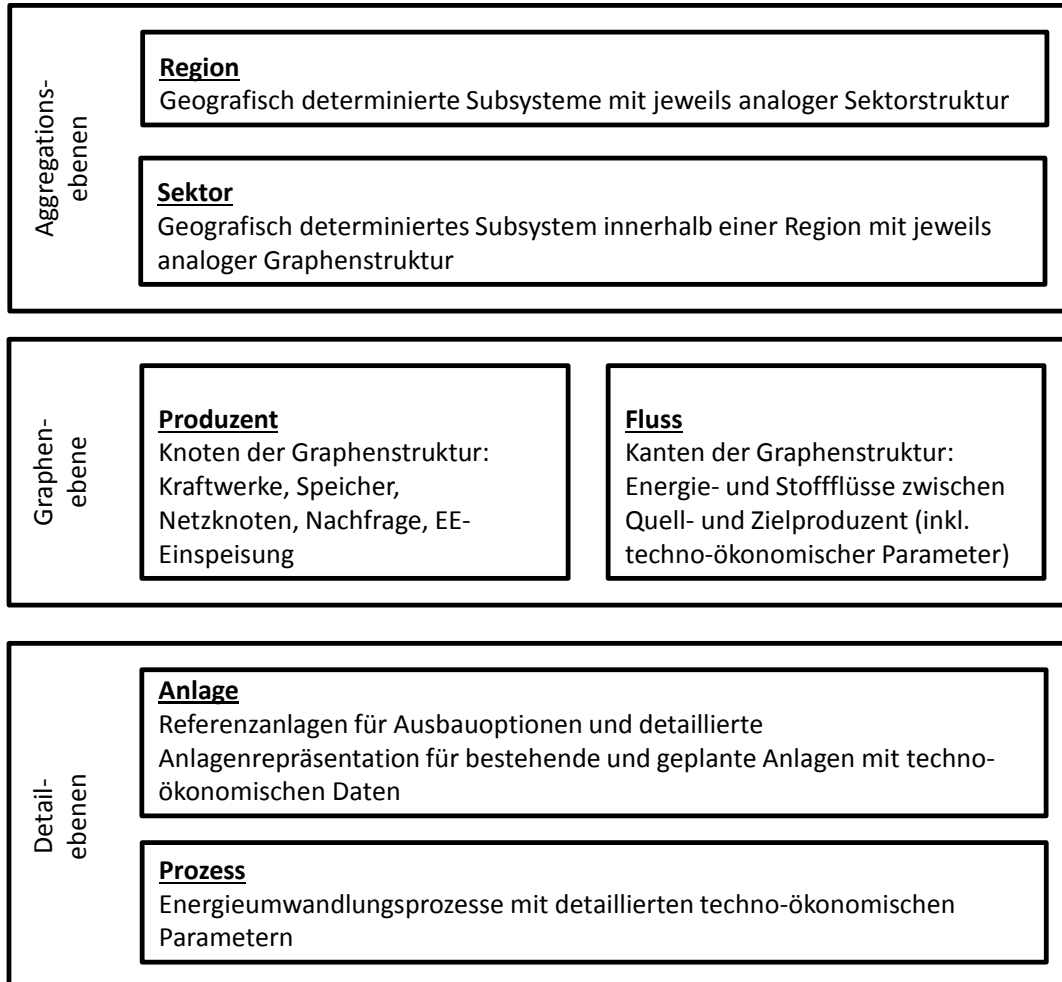 Aggregations-
ebenen
Region
Geografisch determinierte Subsysteme mit jeweils analoger Sektorstruktur
Sektor
Geografisch determiniertes Subsystem innerhalb einer Region mit jeweils
analoger Graphenstruktur
Graphen-
ebene
Produzent
Knoten der Graphenstruktur:
Kraftwerke, Speicher,
Netzknoten, Nachfrage, EE-
Einspeisung
Fluss
Kanten der Graphenstruktur:
Energie- und Stoffflüsse zwischen
Quell- und Zielproduzent (inkl.
techno-ökonomischer Parameter)
Detail-
ebenen
Anlage
Referenzanlagen für Ausbauoptionen und detaillierte
Anlagenrepräsentation für bestehende und geplante Anlagen mit techno-
ökonomischen Daten
Prozess
Energieumwandlungsprozesse mit detaillierten techno-ökonomischen
Parametern